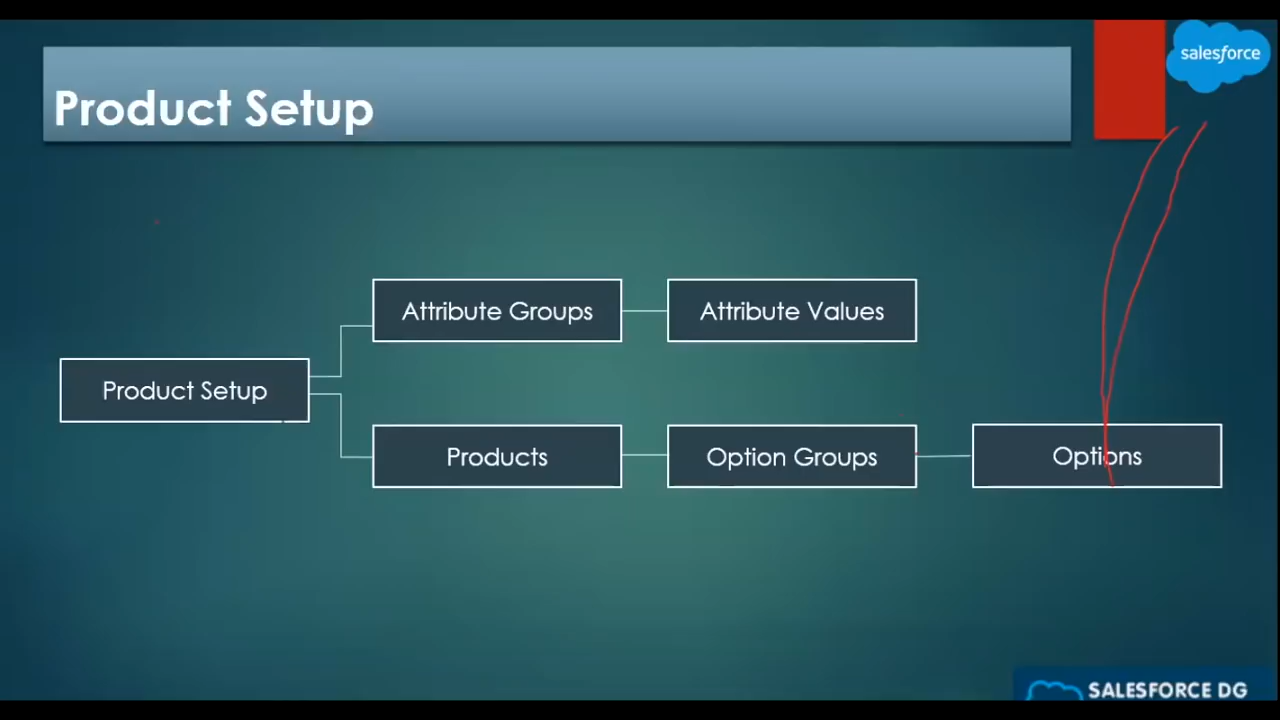 salesforce
Product Setup
Attribute Groups
Attribute Values
Product Setup
Products
Option Groups
Options
SALESFORCE DG